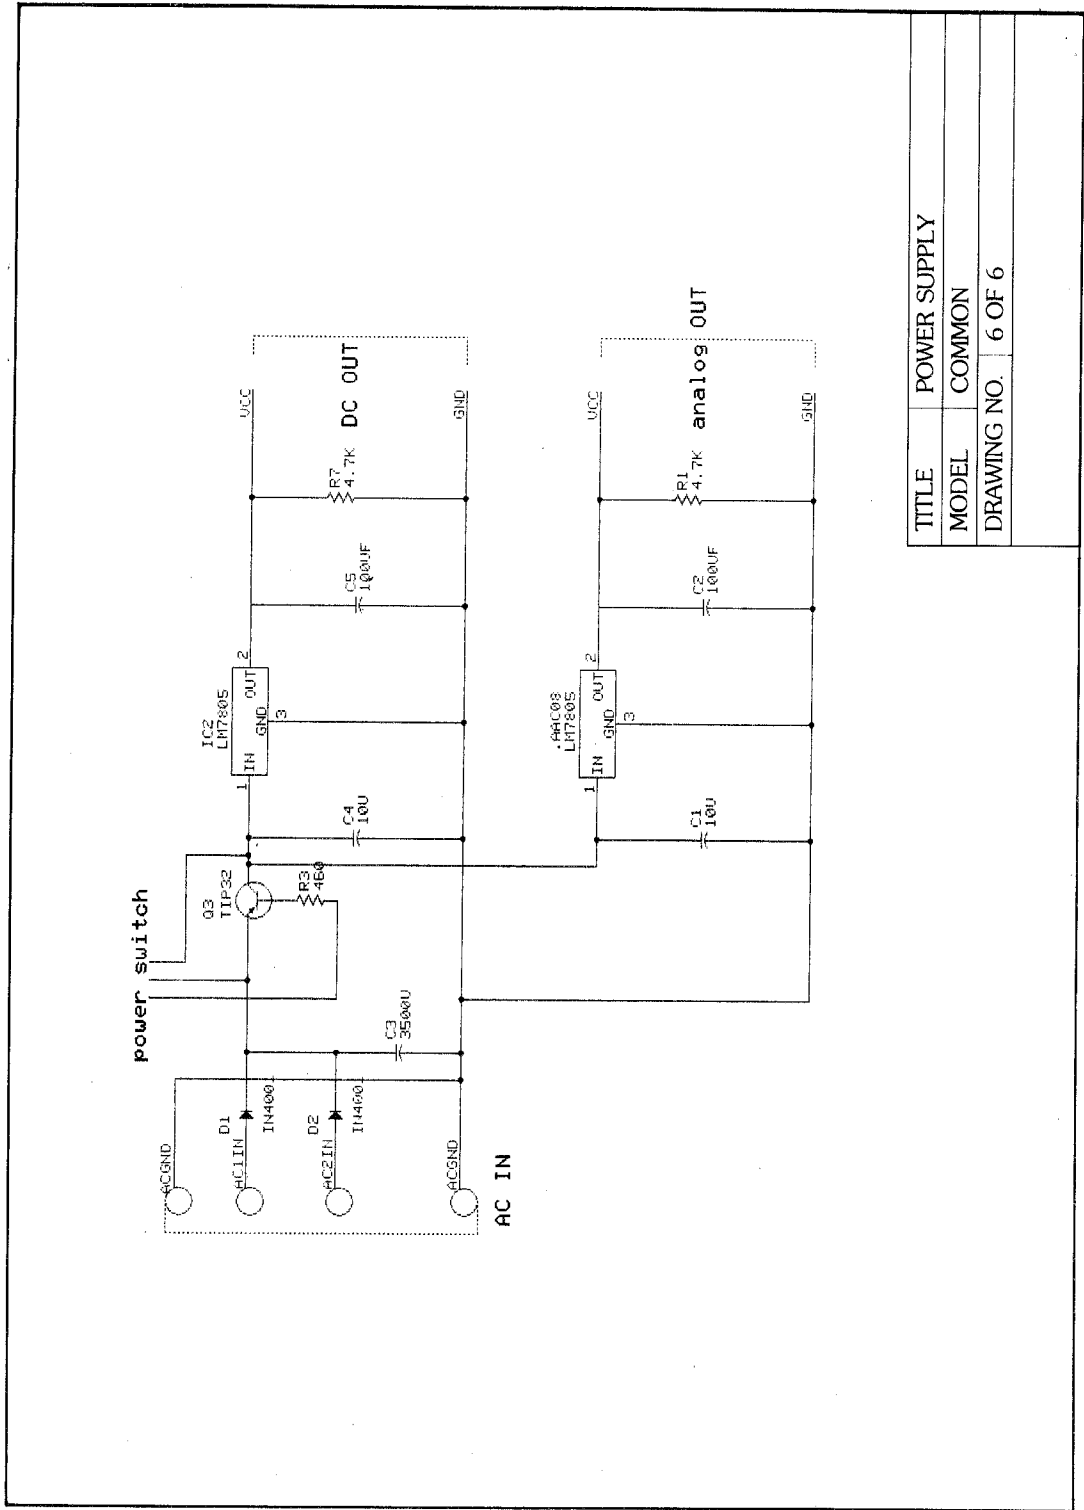 power switch
Q3
TIP32
R3
460
IC2
LM7805
1
IN
OUT
2
GND
3
C4
10U
C5
100UF
R7
4.7K
VCC
DC OUT
GND
ACGND
AC1IN
D1
IN400
AC2IN
D2
IN400
ACGND
AC IN
C3
3500U
.AAC08
LM7805
1
IN
OUT
2
GND
3
C1
10U
C2
100UF
R1
4.7K
VCC
analog OUT
GND
TITLE POWER SUPPLY
MODEL COMMON
DRAWING NO. 6 OF 6